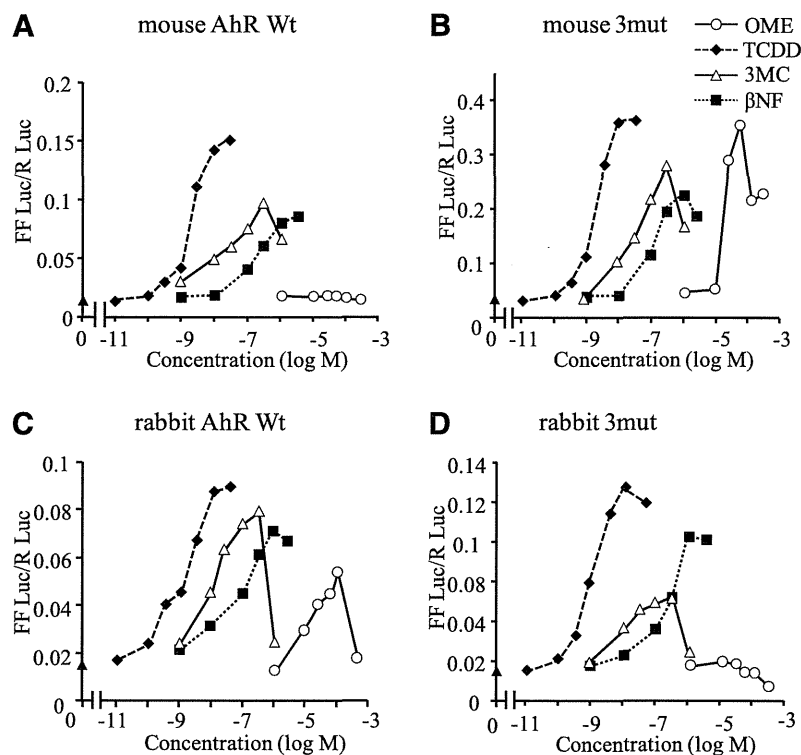 A
mouse AhR Wt
FF Luc/R Luc
0.2
0.15
0.1
0.05
0
0 -11 -9 -7 -5 -3
Concentration (log M)
B
mouse 3mut
OME
TCDD
3MC
βNF
FF Luc/R Luc
0.4
0.3
0.2
0.1
0
0 -11 -9 -7 -5 -3
Concentration (log M)
C
rabbit AhR Wt
FF Luc/R Luc
0.1
0.08
0.06
0.04
0.02
0
0 -11 -9 -7 -5 -3
Concentration (log M)
D
rabbit 3mut
FF Luc/R Luc
0.14
0.12
0.1
0.08
0.04
0.02
0
0 -11 -9 -7 -5 -3
Concentration (log M)